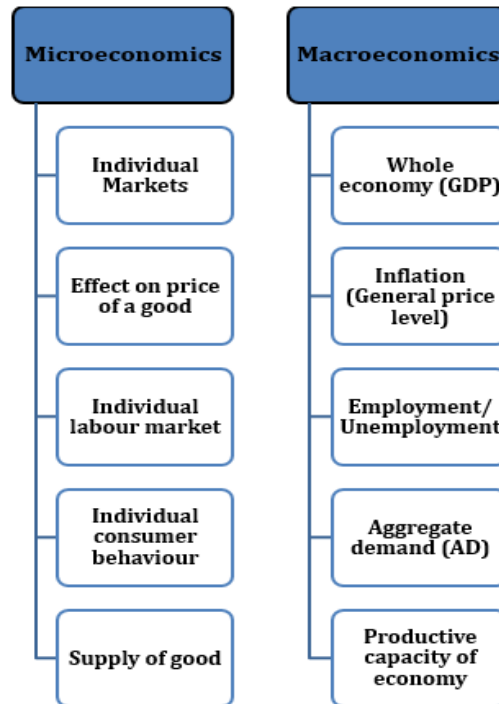 Microeconomics
Individual
Markets
Effect on price
of a good
Individual
labour market
Individual
consumer
behaviour
Supply of good
Macroeconomics
Whole
economy (GDP)
Inflation
(General price
level)
Employment/
Unemployment
Aggregate
demand (AD)
Productive
capacity of
economy